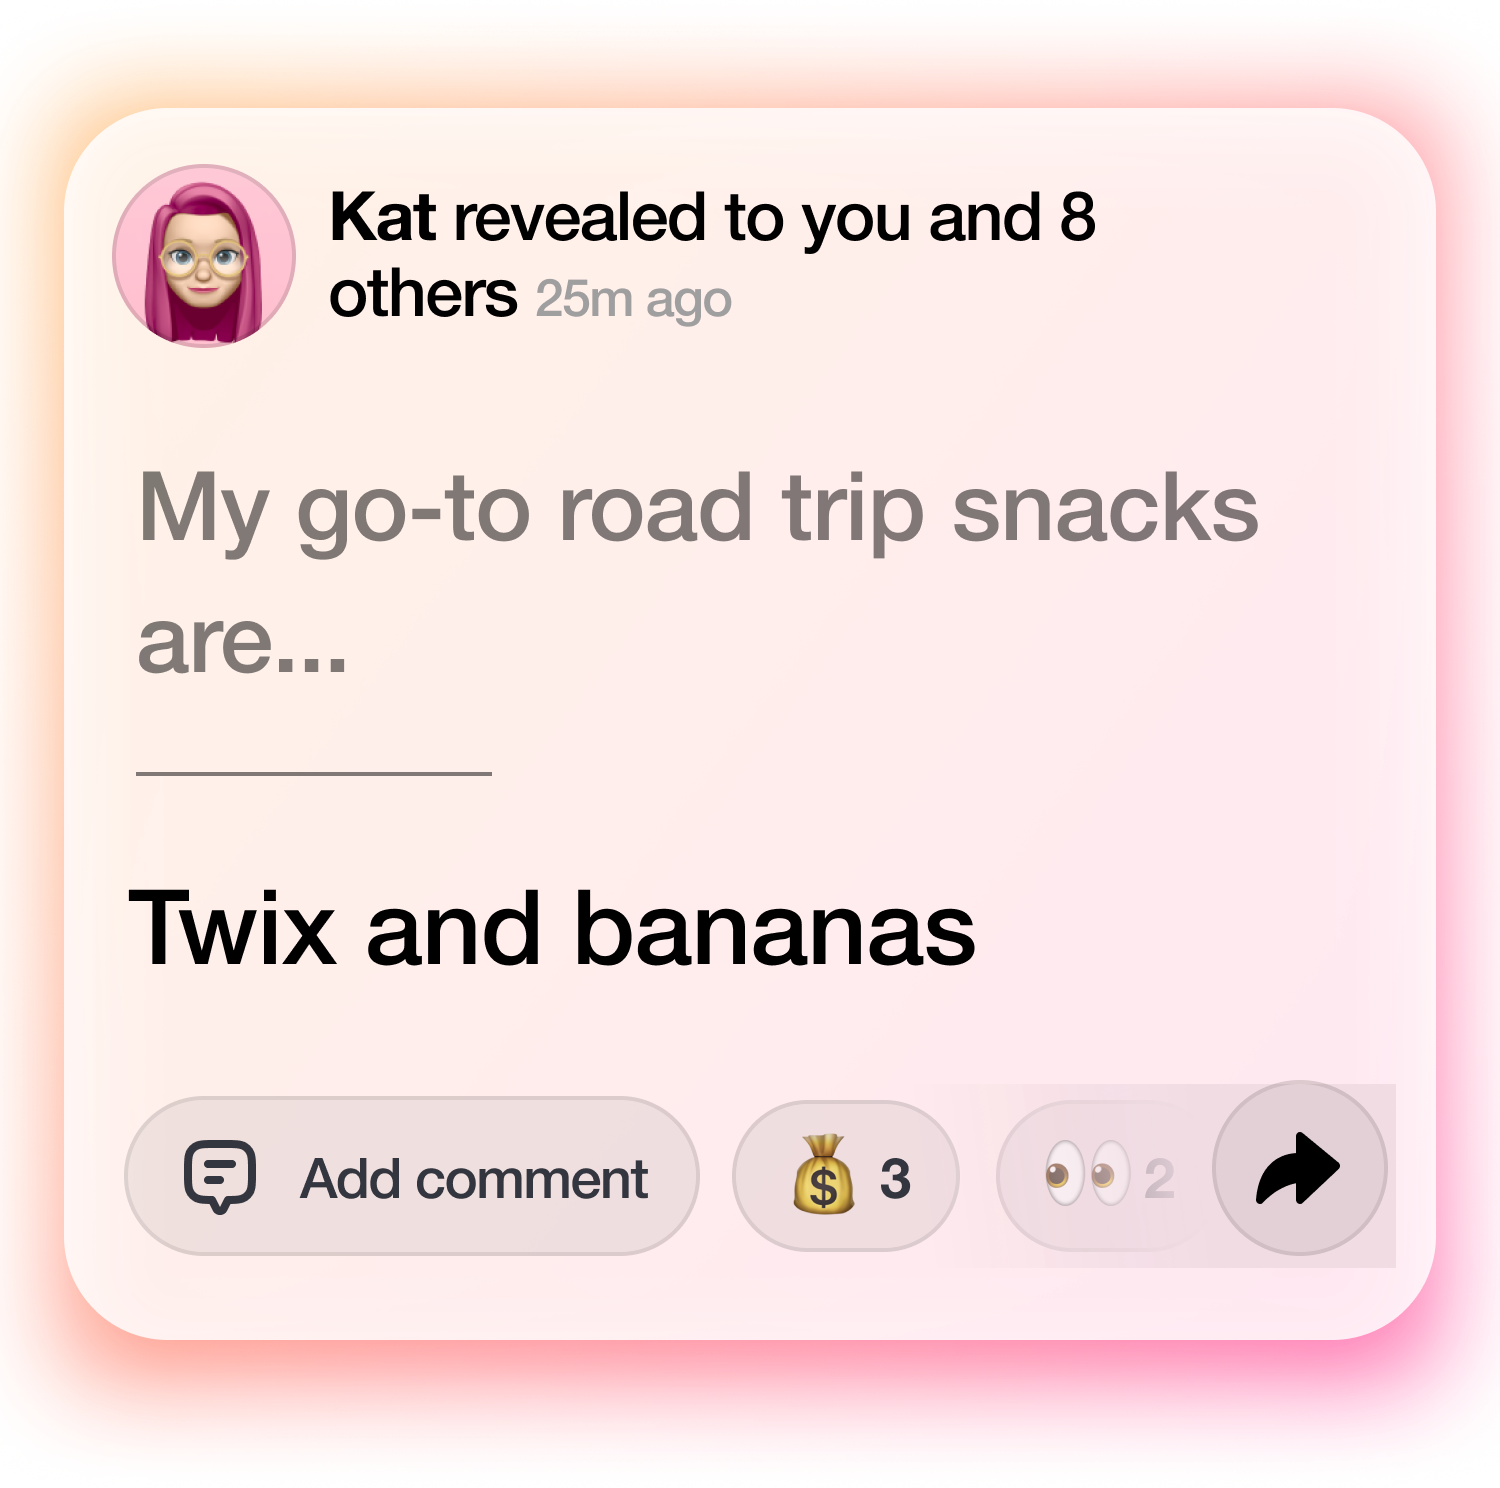 Kat revealed to you and 8
others 25m ago
My go-to road trip snacks
are...
Twix and bananas
Add comment 💰 3 👀 2